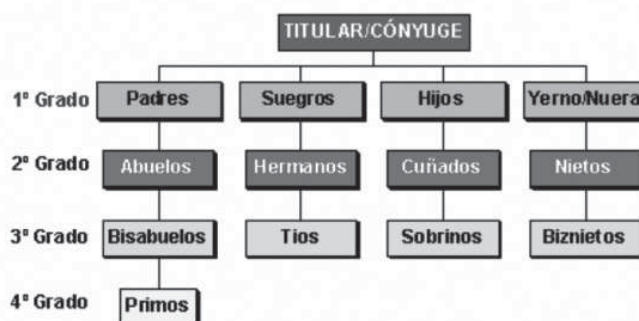 TITULAR/CÓNYUGE
1º Grado Padres Suegros Hijos Yerno/Nuera
2º Grado Abuelos Hermanos Cuñados Nietos
3º Grado Bisabuelos Tios Sobrinos Biznietos
4º Grado Primos